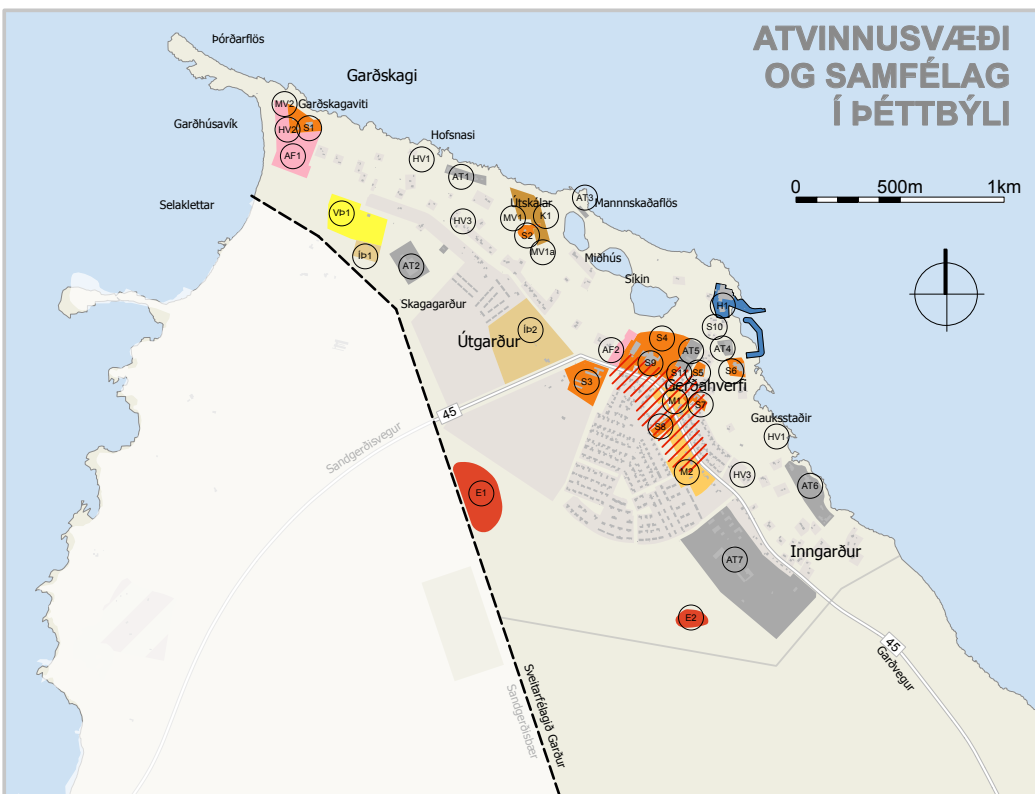 ATVINNUSVÆÐI
OG SAMFÉLAG
Í ÞÉTTBÝLI
0 500m 1km
Þórðarflös
Garðskagi
MV2
Garðskagaviti
Garðhúsavík
HV2
S1
AF1
Hofsnasi
HV1
AT1
Selaklettar
VÞ1
ÍÞ1
AT2
HV3
Útskálar
MV1
K1
S2
MV1a
AT3
Mannnskaðaflös
Miðhús
Síkin
Skagagarður
Útgarður
ÍÞ2
H1
S10
AF2
S4
AT5
AT4
S9
S11
S5
S6
S3
Gerðahverfi
M1
S7
S8
Gauksstaðir
HV1
45
Sandgerðisvegur
M2
HV3
AT6
E1
Inngarður
AT7
E2
45
Garðvegur
Sveitarfélagið Garður
Sandgerðisbær